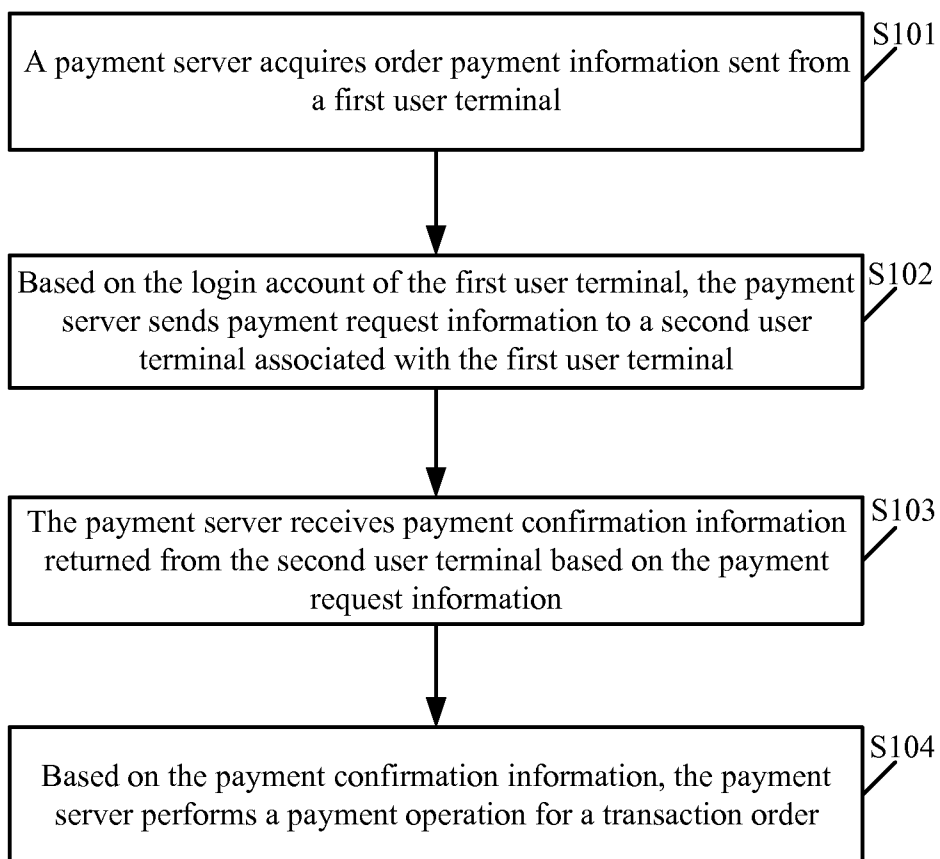 S101
A payment server acquires order payment information sent from
a first user terminal
S102
Based on the login account of the first user terminal, the payment
server sends payment request information to a second user
terminal associated with the first user terminal
S103
The payment server receives payment confirmation information
returned from the second user terminal based on the payment
request information
S104
Based on the payment confirmation information, the payment
server performs a payment operation for a transaction order